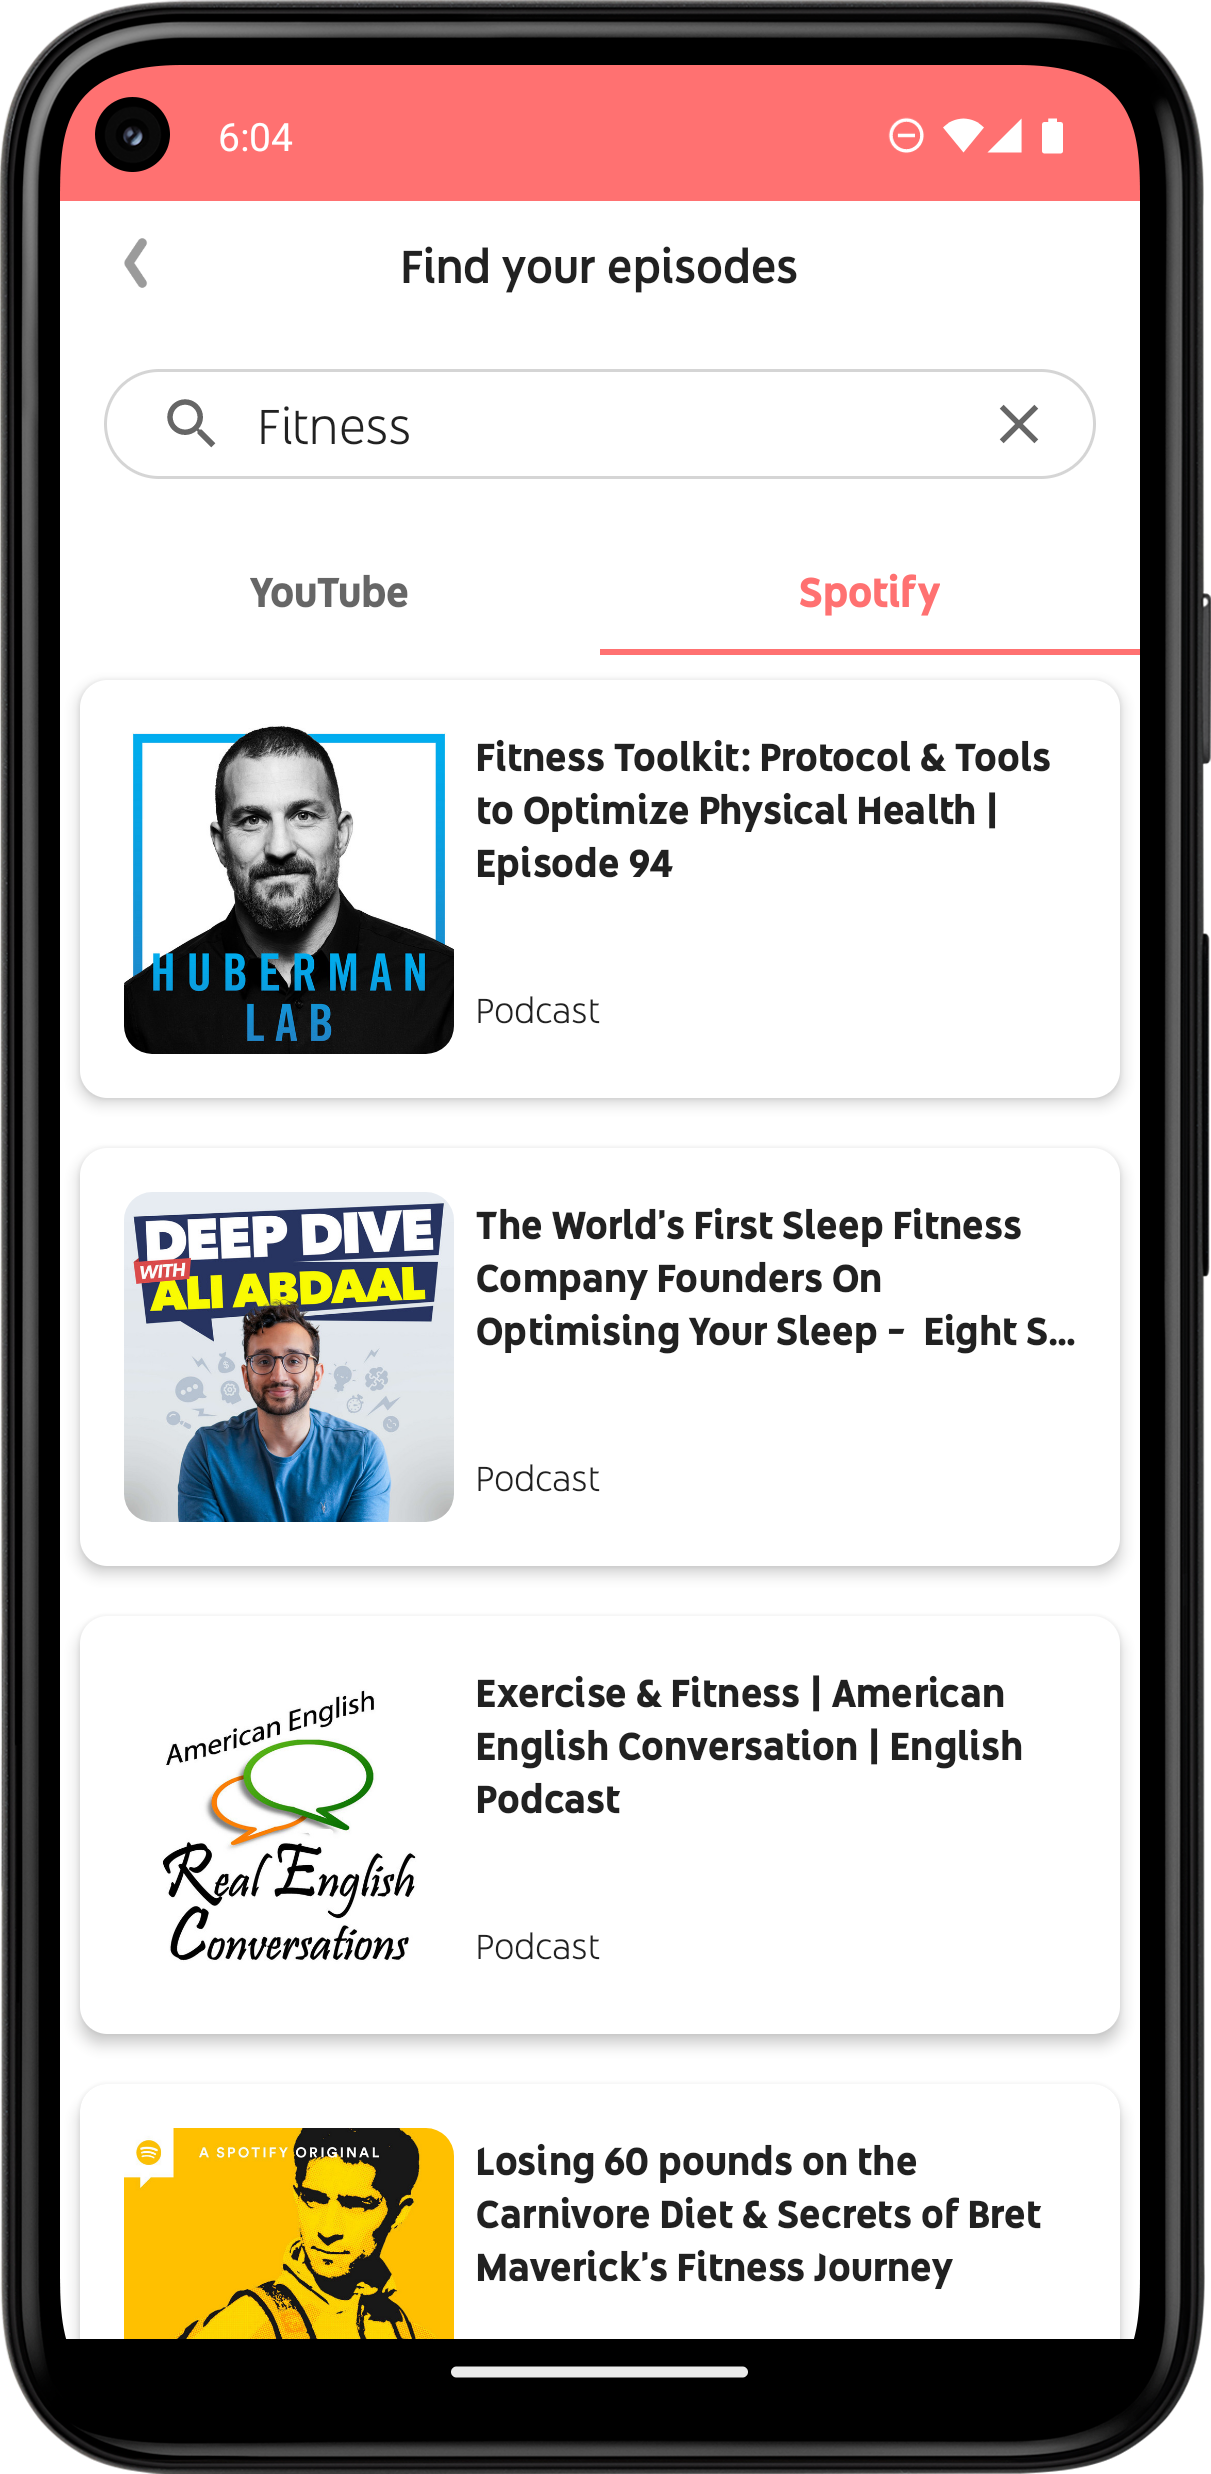 6:04
Find your episodes
Fitness
YouTube
Spotify
HUBERMAN
LAB
Fitness Toolkit: Protocol & Tools
to Optimize Physical Health |
Episode 94
Podcast
DEEP DIVE
WITH
ALI ABDAAL
The World's First Sleep Fitness
Company Founders On
Optimising Your Sleep - Eight S...
Podcast
American English
Real English
Conversations
Exercise & Fitness | American
English Conversation | English
Podcast
Podcast
A SPOTIFY ORIGINAL
Losing 60 pounds on the
Carnivore Diet & Secrets of Bret
Maverick's Fitness Journey